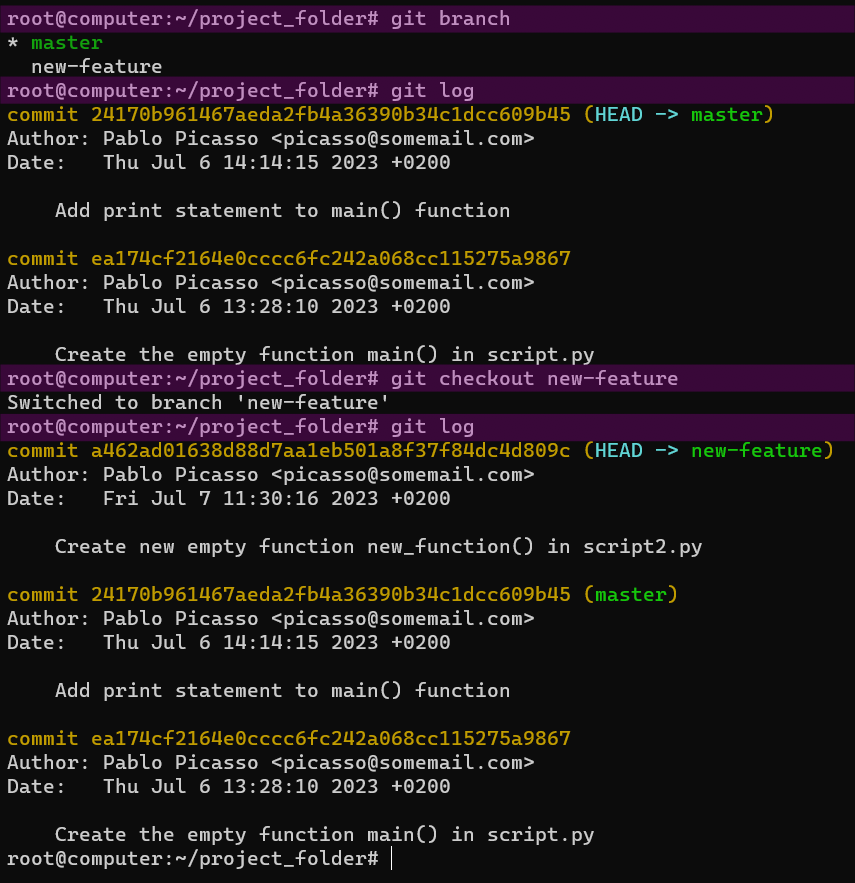 root@computer:~/project_folder# git branch
* master
  new-feature
root@computer:~/project_folder# git log
commit 24170b961467aeda2fb4a36390b34c1dcc609b45 (HEAD -> master)
Author: Pablo Picasso <picasso@somemail.com>
Date:   Thu Jul 6 14:14:15 2023 +0200

    Add print statement to main() function

commit ea174cf2164e0cccc6fc242a068cc115275a9867
Author: Pablo Picasso <picasso@somemail.com>
Date:   Thu Jul 6 13:28:10 2023 +0200

    Create the empty function main() in script.py
root@computer:~/project_folder# git checkout new-feature
Switched to branch 'new-feature'
root@computer:~/project_folder# git log
commit a462ad01638d88d7aa1eb501a8f37f84dc4d809c (HEAD -> new-feature)
Author: Pablo Picasso <picasso@somemail.com>
Date:   Fri Jul 7 11:30:16 2023 +0200

    Create new empty function new_function() in script2.py

commit 24170b961467aeda2fb4a36390b34c1dcc609b45 (master)
Author: Pablo Picasso <picasso@somemail.com>
Date:   Thu Jul 6 14:14:15 2023 +0200

    Add print statement to main() function

commit ea174cf2164e0cccc6fc242a068cc115275a9867
Author: Pablo Picasso <picasso@somemail.com>
Date:   Thu Jul 6 13:28:10 2023 +0200

    Create the empty function main() in script.py
root@computer:~/project_folder#